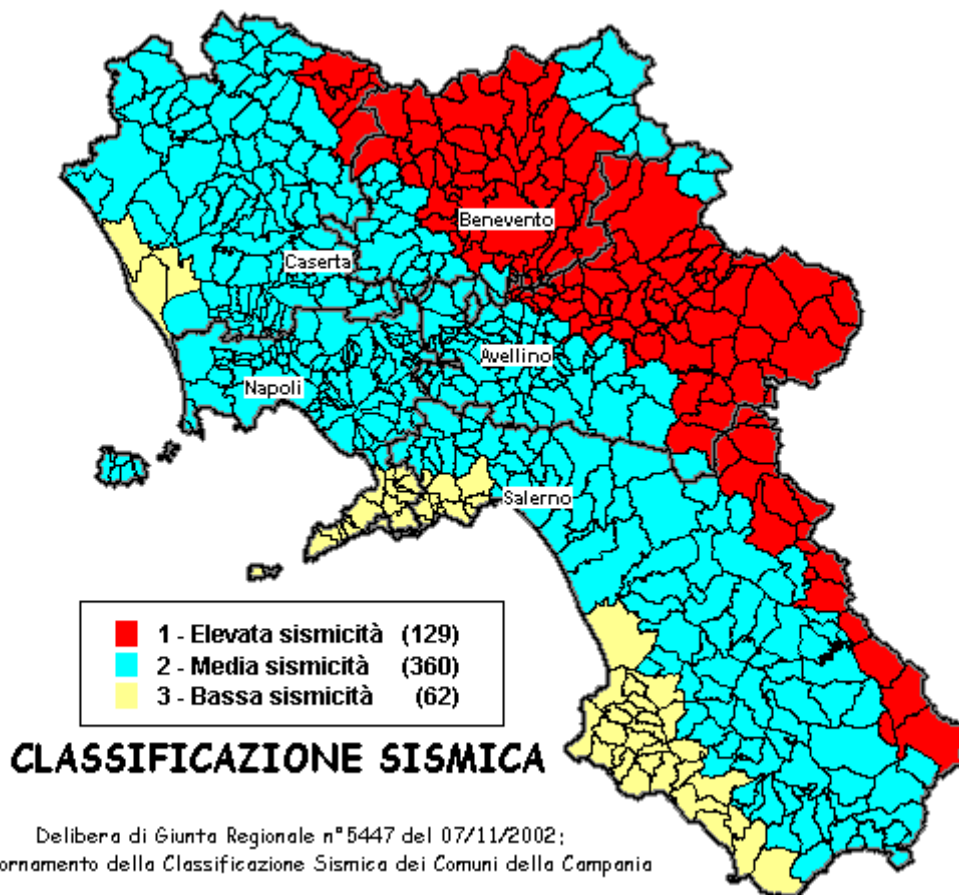 Benevento
Caserta
Avellino
Napoli
Salerno
1 - Elevata sismicità (129)
2 - Media sismicità (360)
3 - Bassa sismicità (62)
CLASSIFICAZIONE SISMICA
Delibera di Giunta Regionale n°5447 del 07/11/2002;
ornamento della Classificazione Sismica dei Comuni della Campania